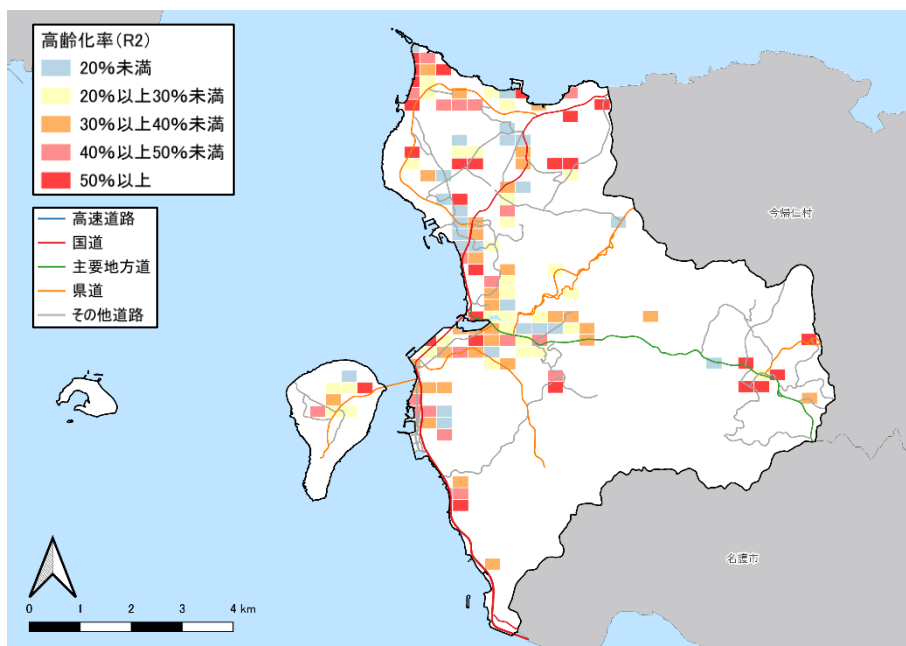 高齢化率(R2)
20%未満
20%以上30%未満
30%以上40%未満
40%以上50%未満
50%以上
高速道路
国道
主要地方道
県道
その他道路
今帰仁村
名護市
0 1 2 3 4 km